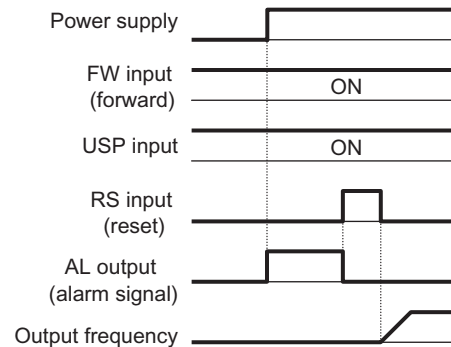 Power supply
FW input
(forward)
ON
USP input
ON
RS input
(reset)
AL output
(alarm signal)
Output frequency